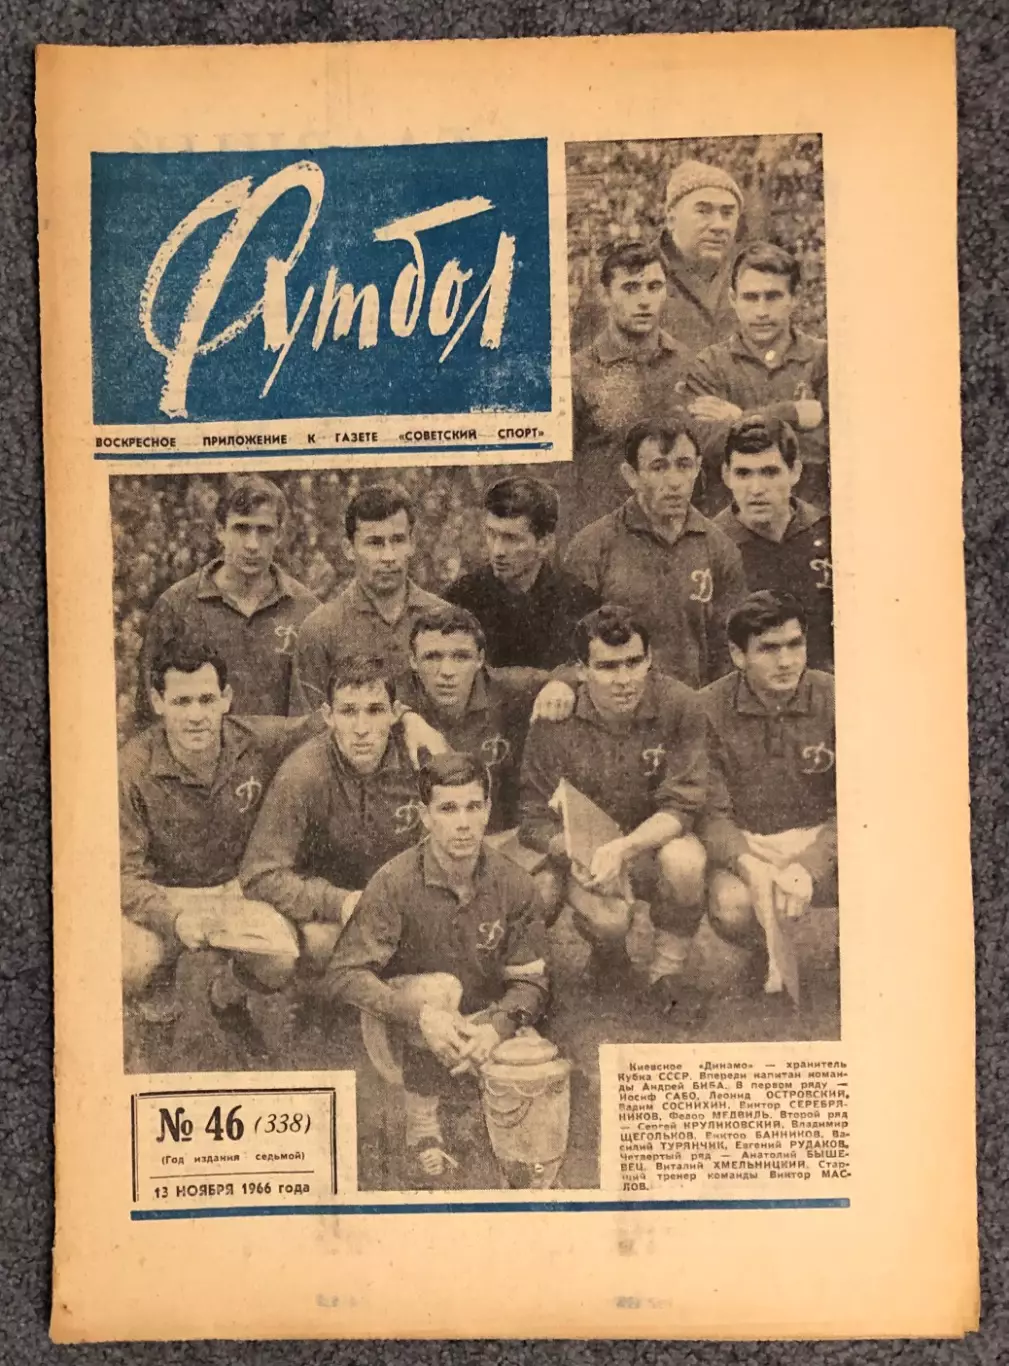 Футбол
ВОСКРЕСНОЕ ПРИЛОЖЕНИЕ К ГАЗЕТЕ «СОВЕТСКИЙ СПОРТ»
Д
Д
Д
Д
Д
Д
Д
Д
Д
Киевское «Динамо» — хранитель
Кубка СССР. Впереди капитан коман-
ды Андрей БИБА. В первом ряду —
Иосиф САБО, Леонид ОСТРОВСКИЙ,
Вадим СОСНИХИН, Виктор СЕРЕБРЯ-
НИКОВ, Федор МЕДВИДЬ. Второй ряд
— Сергей КРУЛИКОВСКИЙ, Владимир
ЩЕГОЛЬКОВ, Виктор БАННИКОВ, Ва-
силий ТУРЯНЧИК, Евгений РУДАКОВ.
Четвертый ряд — Анатолий БЫШЕ-
ВЕЦ, Виталий ХМЕЛЬНИЦКИЙ. Стар-
ший тренер команды Виктор МАС-
ЛОВ.
№ 46 (338)
(Год издания седьмой)
13 НОЯБРЯ 1966 года